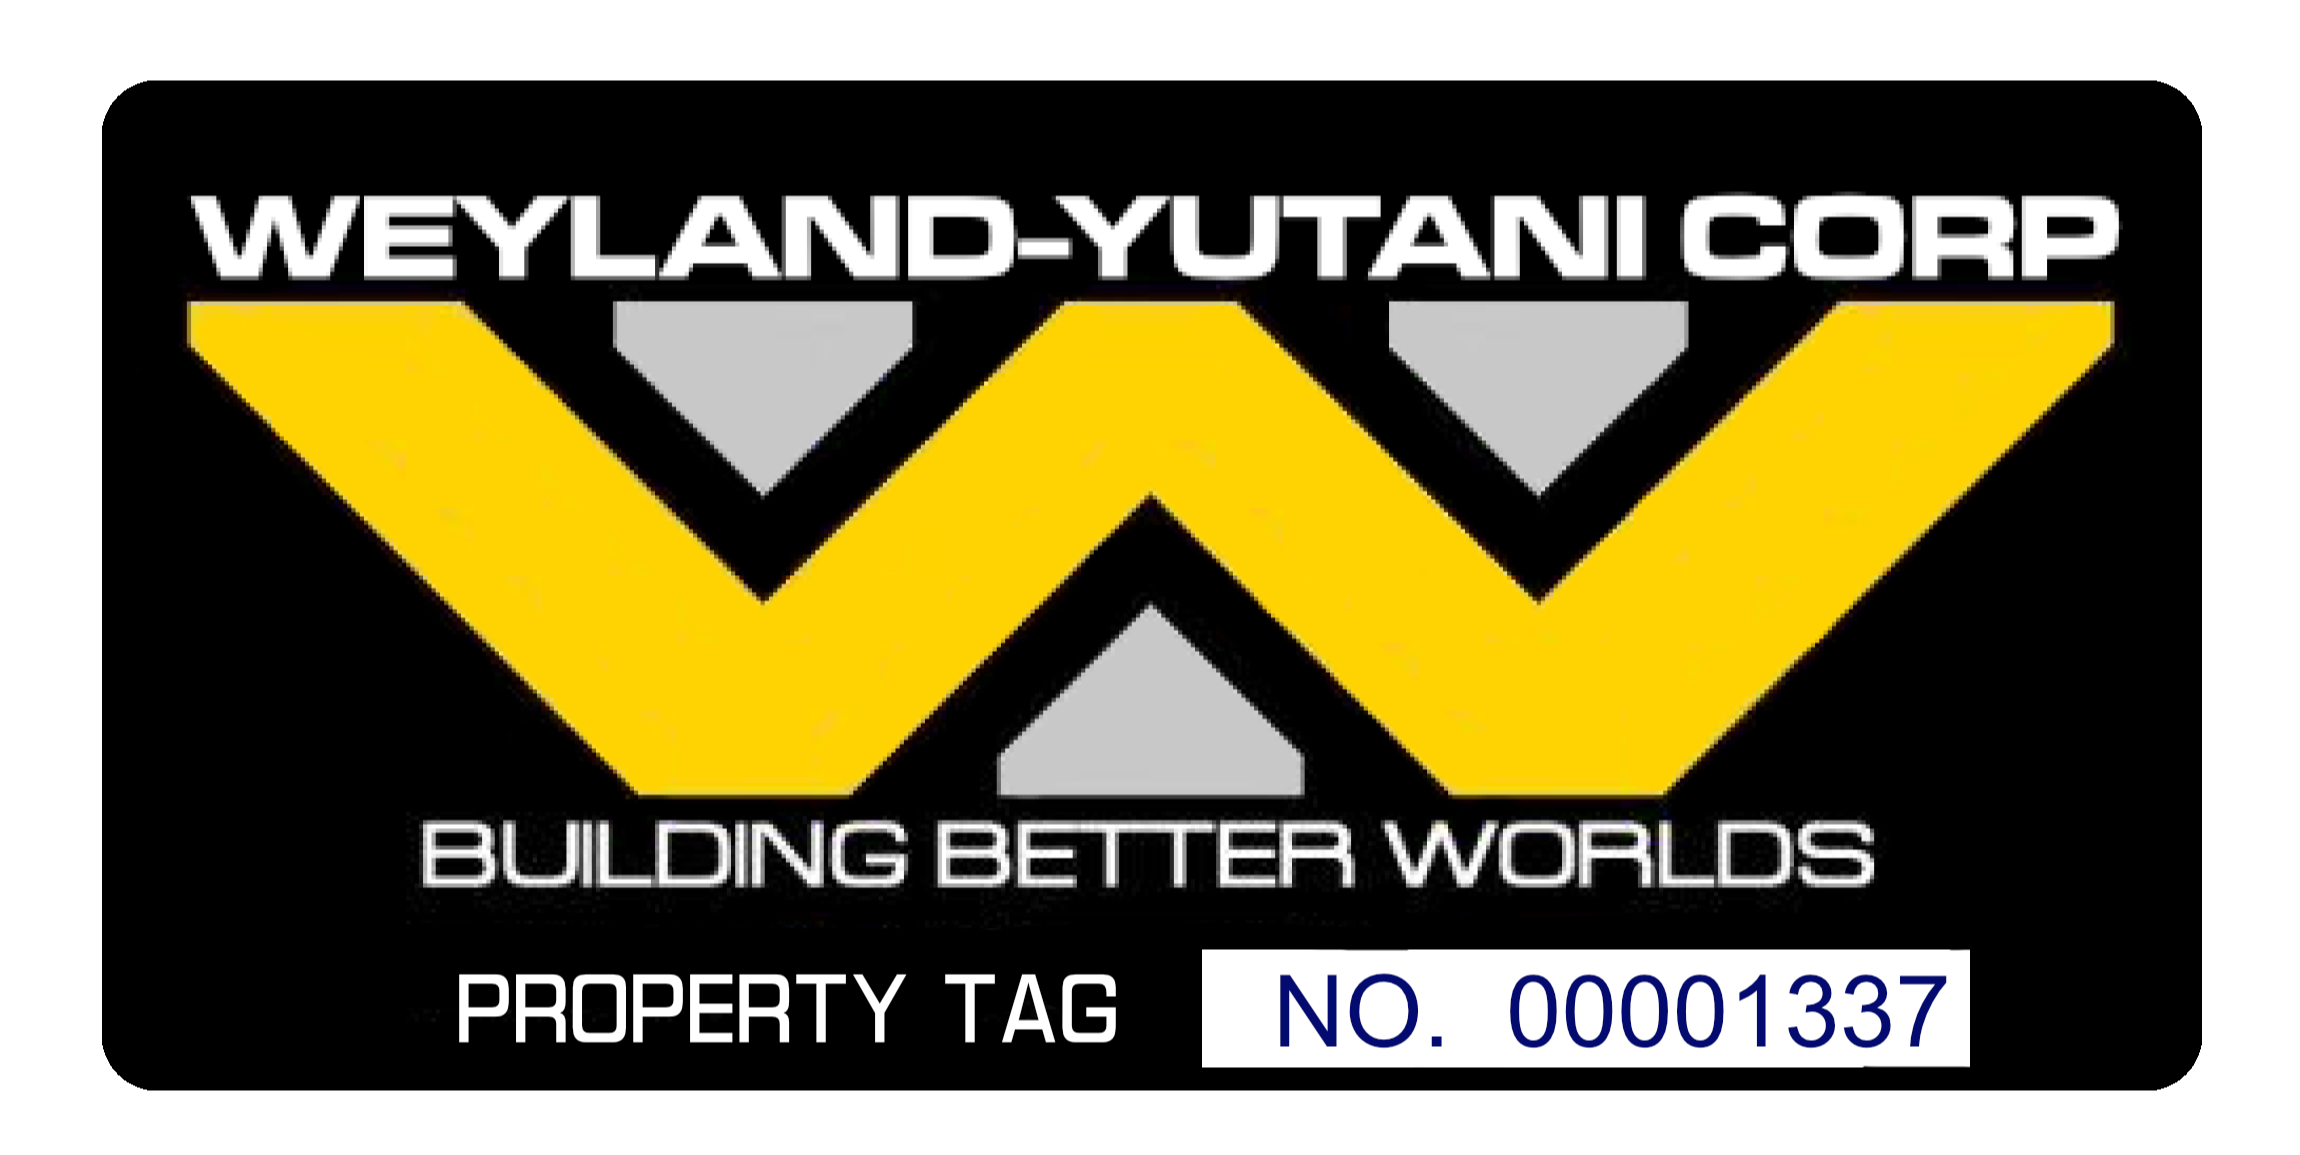 WEYLAND-YUTANI CORP
BUILDING BETTER WORLDS
PROPERTY TAG NO. 00001337